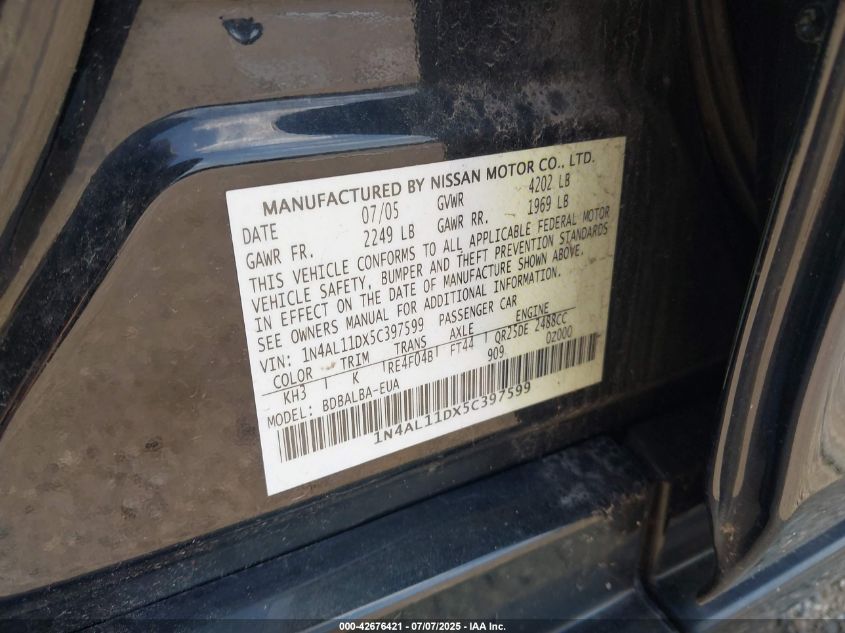 MANUFACTURED BY NISSAN MOTOR CO., LTD.
DATE 07/05 GVWR 4202 LB
GAWR FR. 2249 LB GAWR RR. 1969 LB
THIS VEHICLE CONFORMS TO ALL APPLICABLE FEDERAL MOTOR
VEHICLE SAFETY, BUMPER AND THEFT PREVENTION STANDARDS
IN EFFECT ON THE DATE OF MANUFACTURE SHOWN ABOVE.
SEE OWNERS MANUAL FOR ADDITIONAL INFORMATION.
VIN: 1N4AL11DX5C397599 PASSENGER CAR
COLOR TRIM TRANS AXLE ENGINE
KH3 K RE4F04B FT44 QR25DE 2488CC
MODEL: BDBALBA-EUA 909 0Z000
1N4AL11DX5C397599
000-42676421 - 07/07/2025 - IAA Inc.